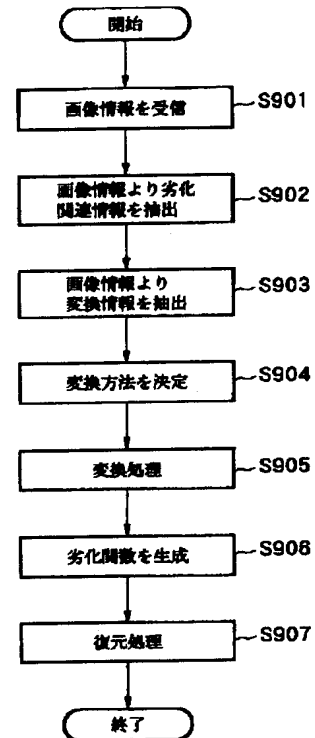 開始
画像情報を受信
S901
画像情報より劣化
関連情報を抽出
S902
画像情報より
変換情報を抽出
S903
変換方法を決定
S904
変換処理
S905
劣化関数を生成
S906
復元処理
S907
終了